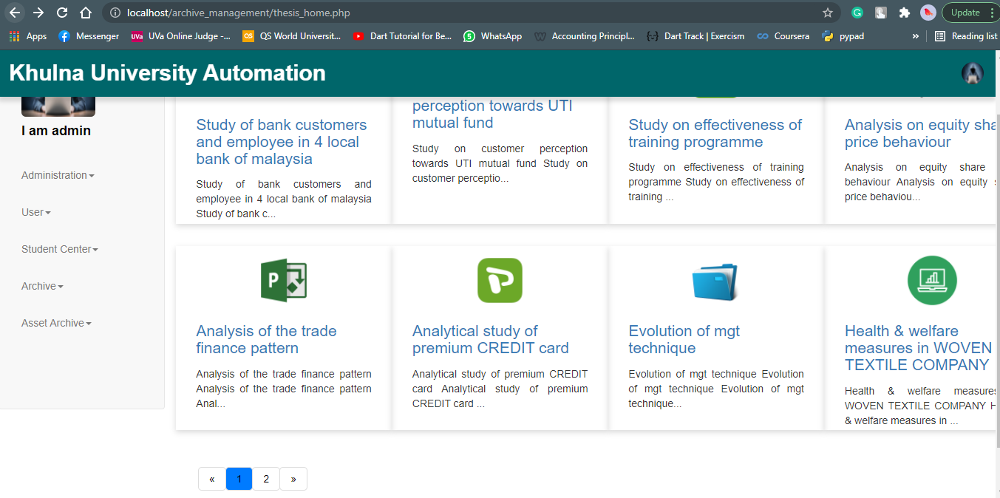 localhost/archive_management/thesis_home.php
Update
Apps Messenger UVa UVa Online Judge -... QS QS World Universit... Dart Tutorial for Be... WhatsApp Accounting Principl... Dart Track | Exercism Coursera pypad » Reading list
Khulna University Automation
I am admin
Administration
User
Student Center
Archive
Asset Archive
Study of bank customers
and employee in 4 local
bank of malaysia
Study of bank customers and
employee in 4 local bank of malaysia
Study of bank c...
perception towards UTI
mutual fund
Study on customer perception
towards UTI mutual fund Study on
customer perceptio...
Study on effectiveness of
training programme
Study on effectiveness of training
programme Study on effectiveness of
training ...
Analysis on equity sha
price behaviour
Analysis on equity share
behaviour Analysis on equity
price behaviou...
P
Analysis of the trade
finance pattern
Analysis of the trade finance pattern
Analysis of the trade finance pattern
Anal...
Analytical study of
premium CREDIT card
Analytical study of premium CREDIT
card Analytical study of premium
CREDIT card ...
Evolution of mgt
technique
Evolution of mgt technique Evolution
of mgt technique Evolution of mgt
technique...
Health & welfare
measures in WOVEN
TEXTILE COMPANY
Health & welfare measures
WOVEN TEXTILE COMPANY H
& welfare measures in ...
« 1 2 »